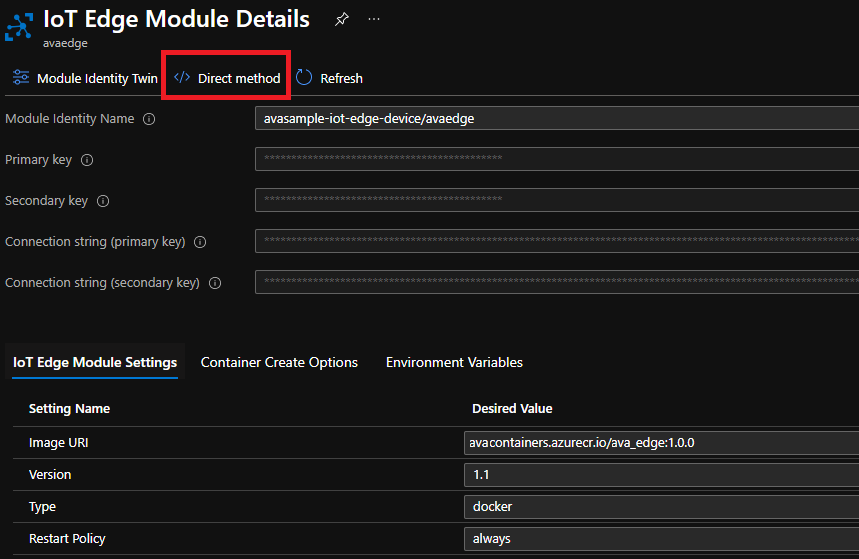 IoT Edge Module Details
avaedge
Module Identity Twin </> Direct method Refresh
Module Identity Name avasample-iot-edge-device/avaedge
Primary key ********************************************
Secondary key ********************************************
Connection string (primary key)
Connection string (secondary key)
IoT Edge Module Settings Container Create Options Environment Variables
Setting Name Desired Value
Image URI avacontainers.azurecr.io/ava_edge:1.0.0
Version 1.1
Type docker
Restart Policy always